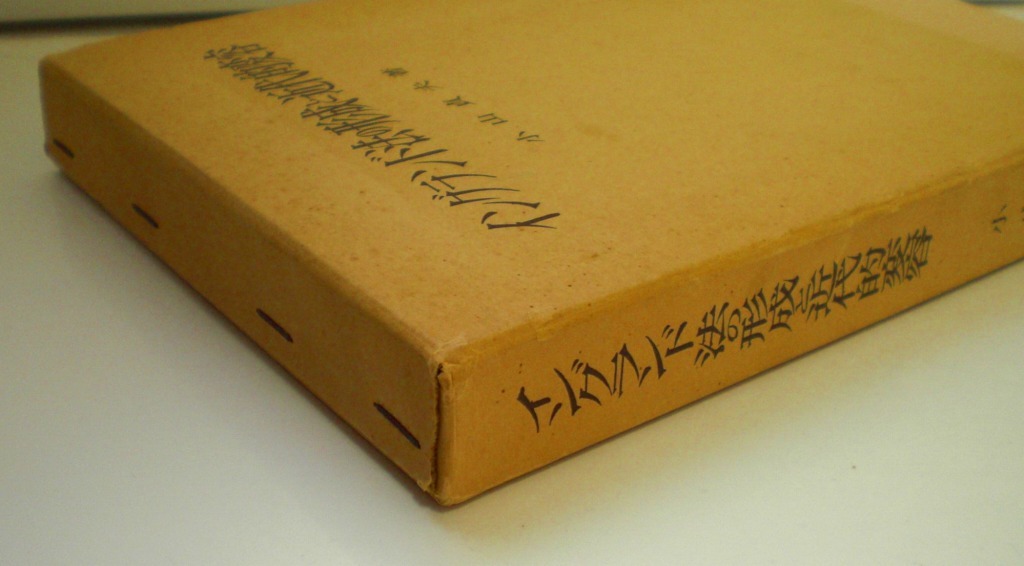 イングランド法の形成と近代的変容
小山貞夫著
イングランド法の形成と近代的変容
小